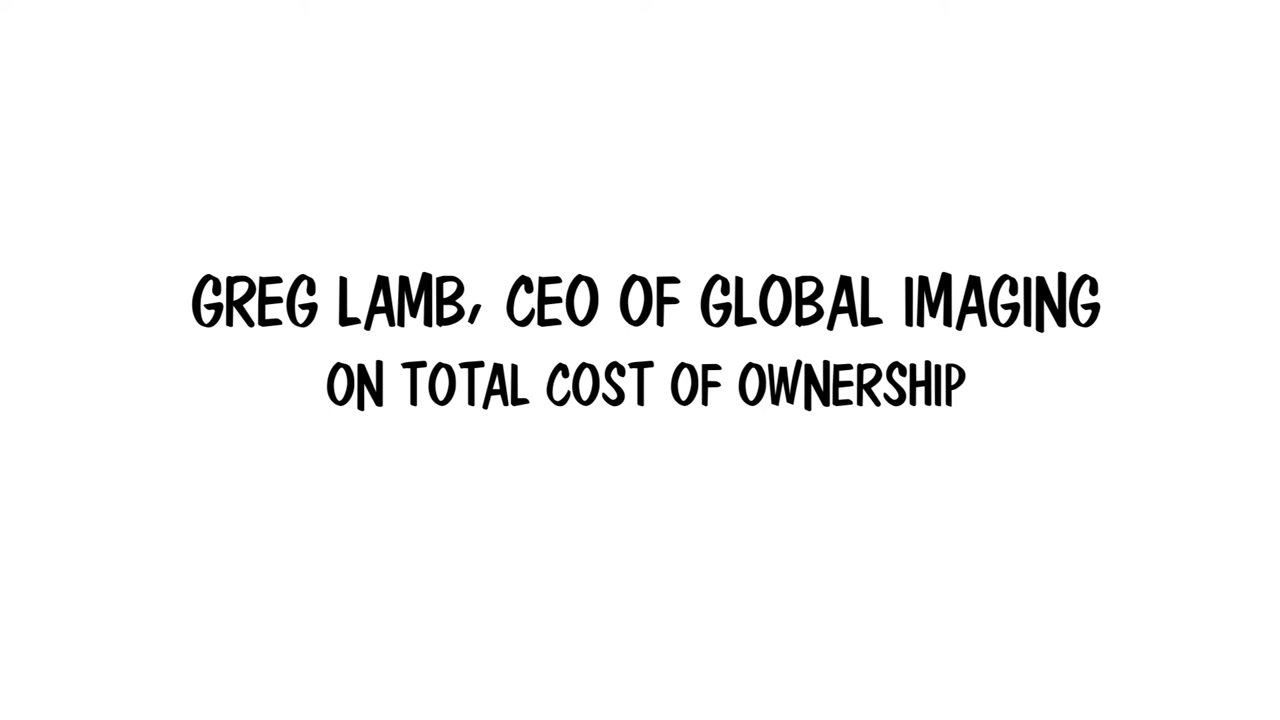 GREG LAMB, CEO OF GLOBAL IMAGING
ON TOTAL COST OF OWNERSHIP